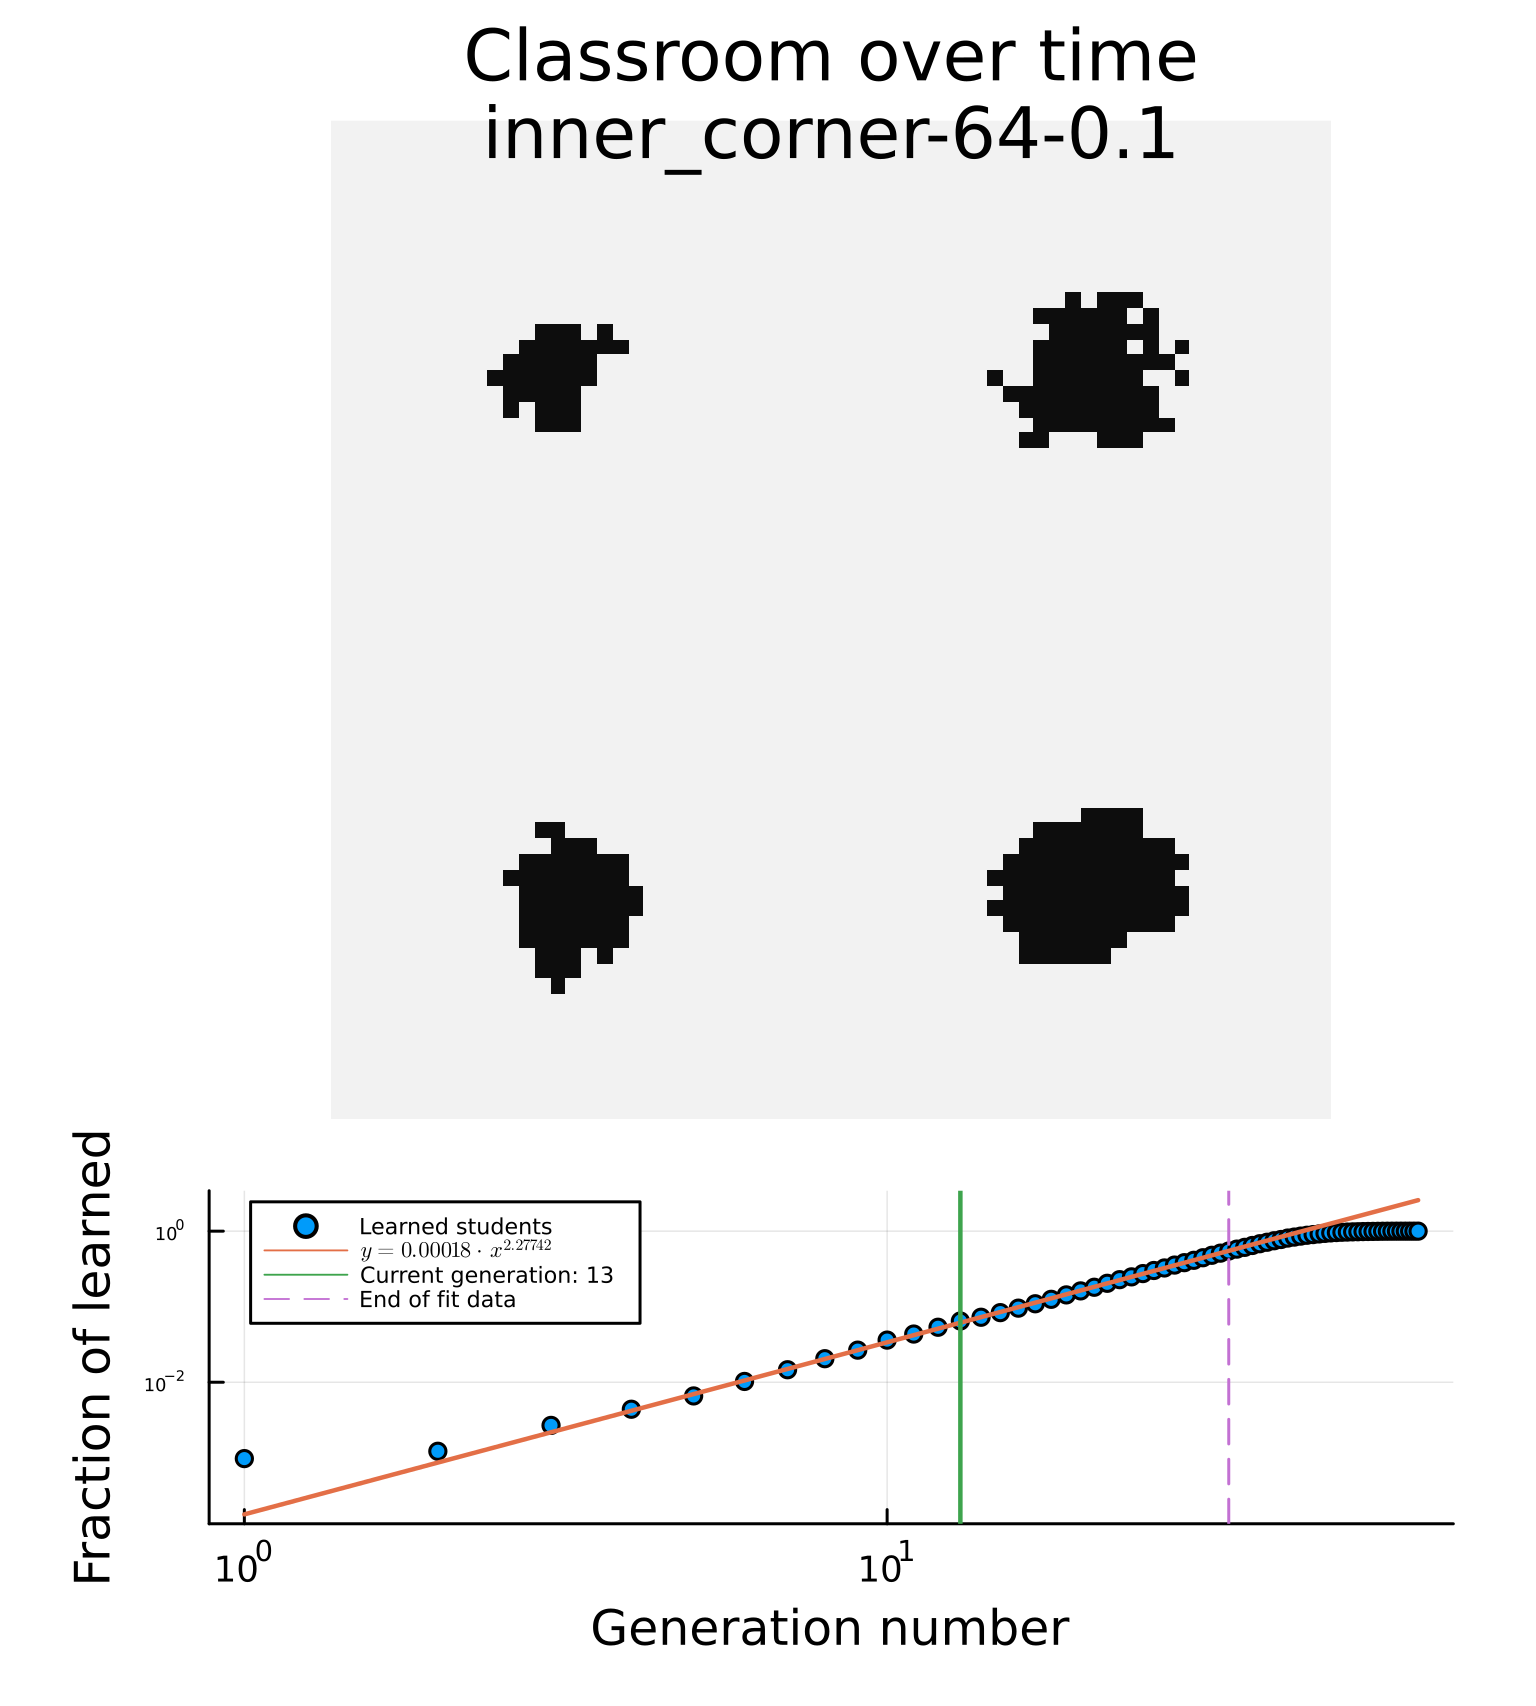 Classroom over time
inner_corner-64-0.1
Fraction of learned
10^0
10^−2
Learned students
y = 0.00018 · x^2.27742
Current generation: 13
End of fit data
10^0
10^1
Generation number